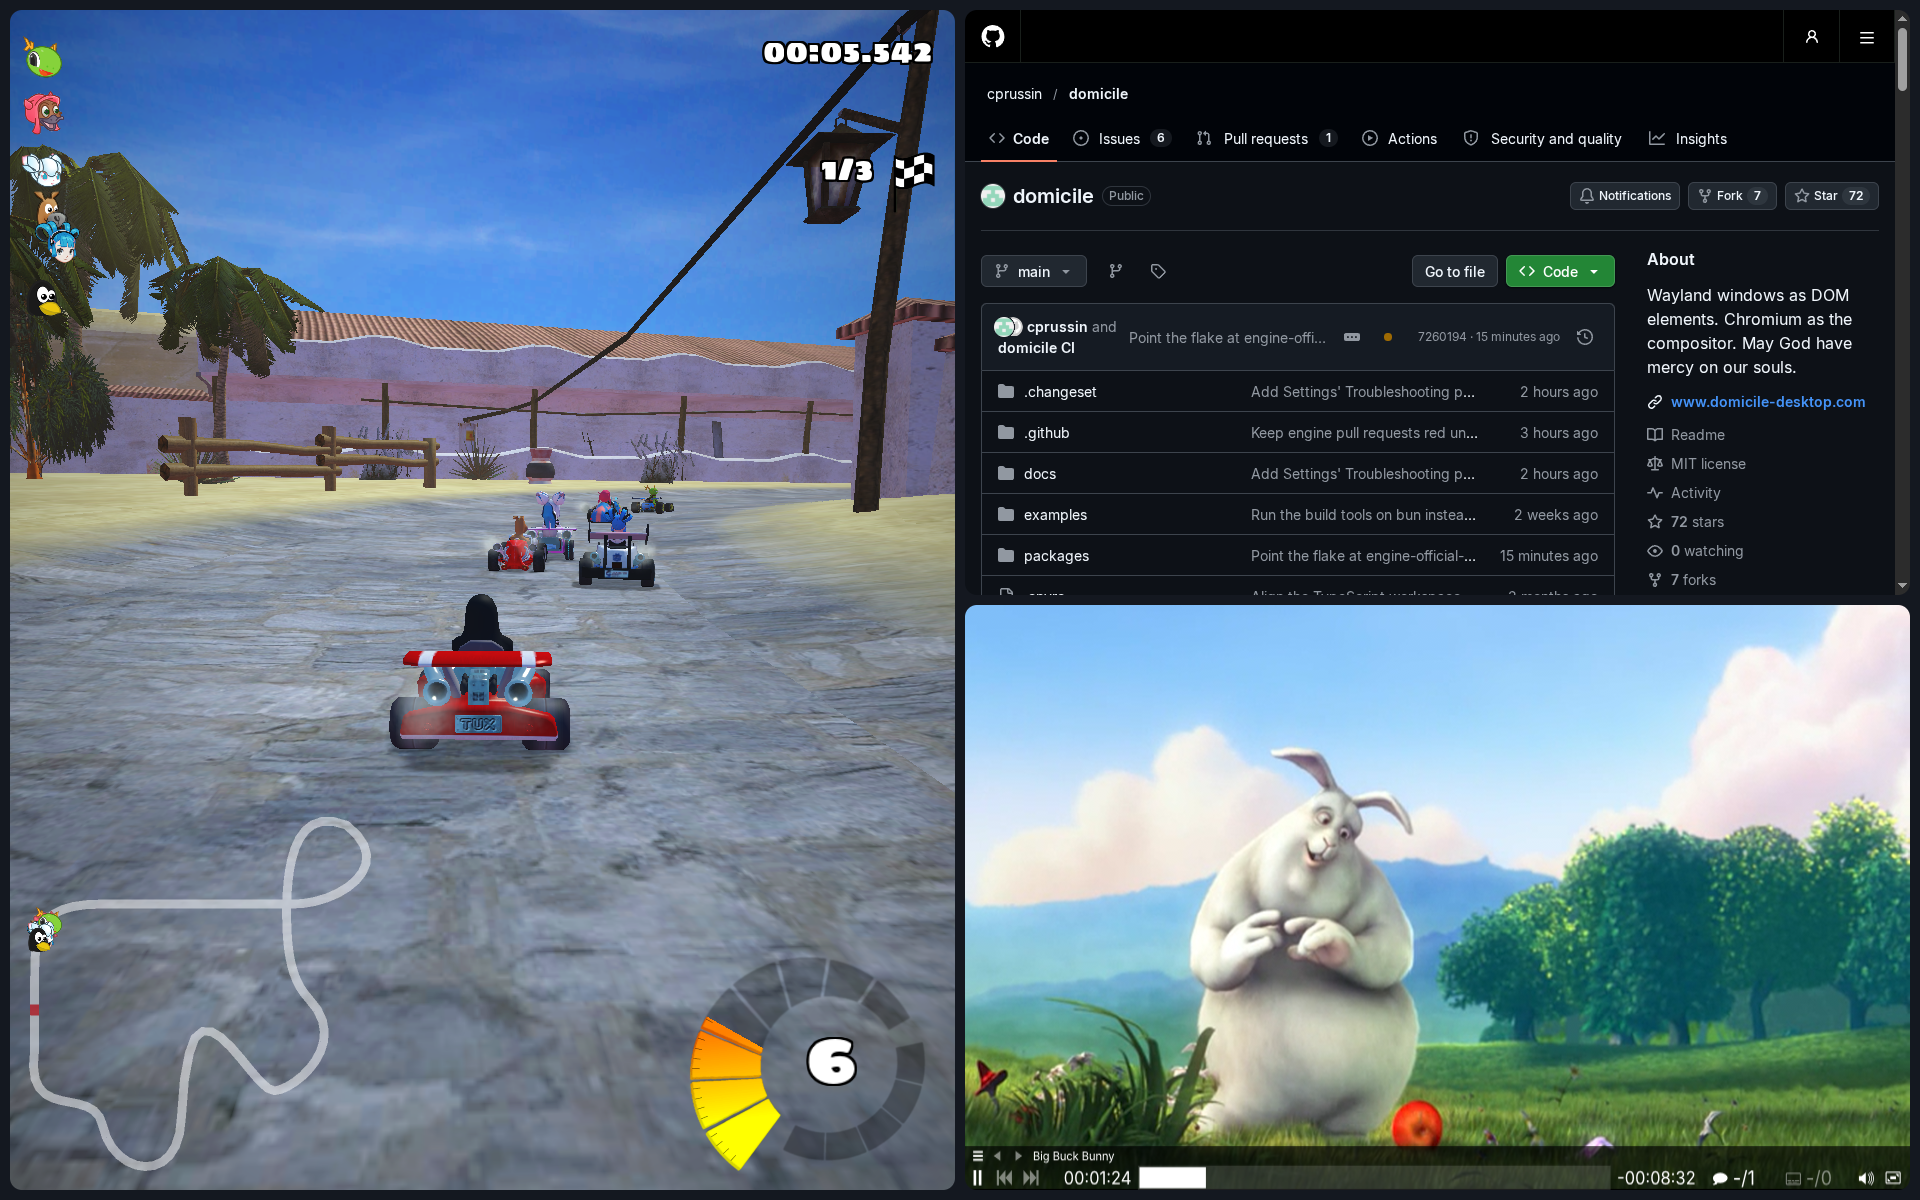 00:05.542
1/3
TUX
6
cprussin / domicile
Code
Issues 6
Pull requests 1
Actions
Security and quality
Insights
domicile Public
Notifications
Fork 7
Star 72
main
Go to file
Code
cprussin and domicile CI
Point the flake at engine-offi...
7260194 · 15 minutes ago
.changeset Add Settings' Troubleshooting p... 2 hours ago
.github Keep engine pull requests red un... 3 hours ago
docs Add Settings' Troubleshooting p... 2 hours ago
examples Run the build tools on bun instea... 2 weeks ago
packages Point the flake at engine-official-... 15 minutes ago
About
Wayland windows as DOM
elements. Chromium as the
compositor. May God have
mercy on our souls.
www.domicile-desktop.com
Readme
MIT license
Activity
72 stars
0 watching
7 forks
Big Buck Bunny
00:01:24
-00:08:32
-/1
-/0